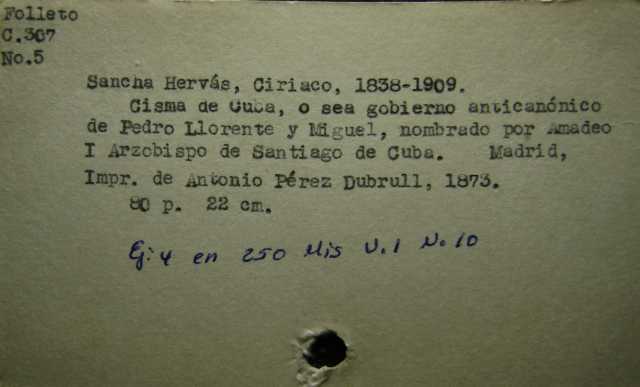 Folleto
C.307
No.5
Sancha Hervás, Ciriaco, 1838-1909.
Cisma de Cuba, o sea gobierno anticanónico
de Pedro Llorente y Miguel, nombrado por Amadeo
I Arzobispo de Santiago de Cuba. Madrid,
Impr. de Antonio Pérez Dubrull, 1873.
80 p. 22 cm.
Ej:4 en 250 Mis V.1 No.10